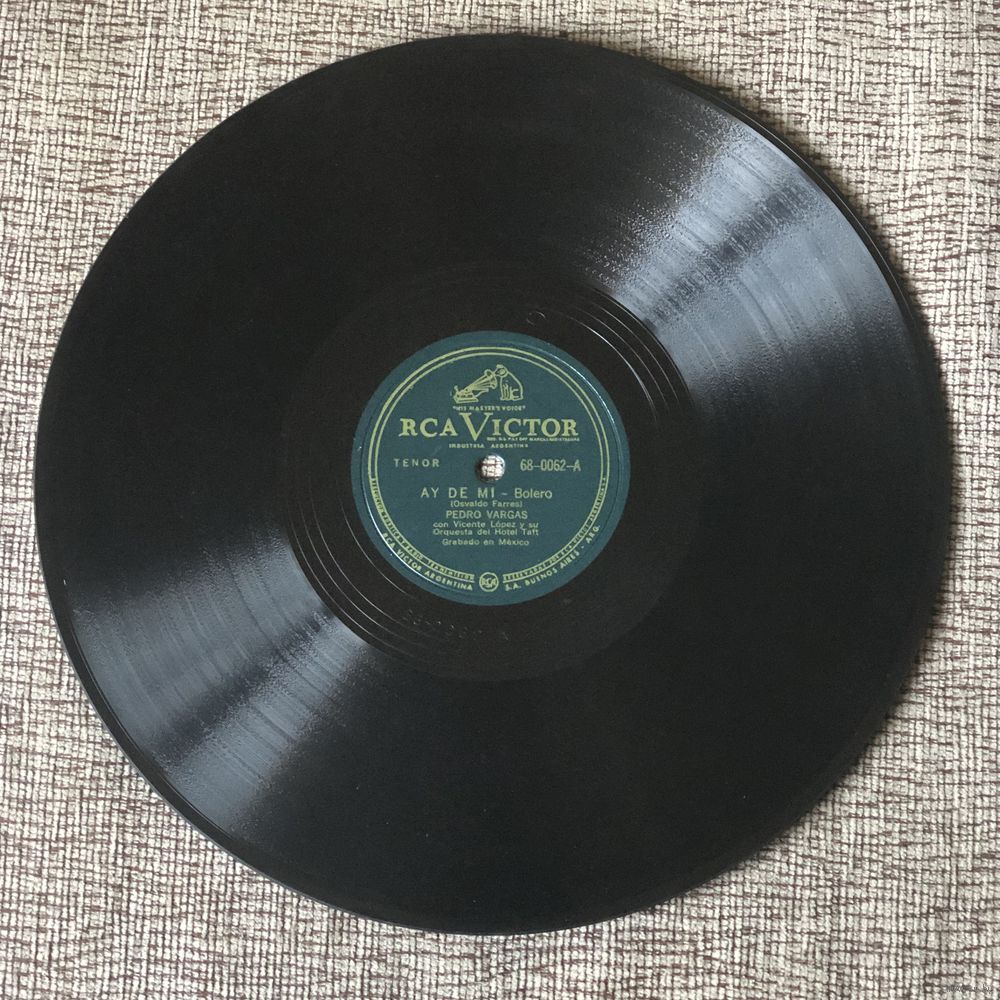 "HIS MASTER'S VOICE"
RCA VICTOR
INDUSTRIA ARGENTINA
TENOR 68-0062-A
AY DE MI - Bolero
(Osvaldo Farres)
PEDRO VARGAS
con Vicente López y su
Orquesta del Hotel Taft
Grabado en México
RCA VICTOR ARGENTINA RCA S.A. BUENOS AIRES - ARG.